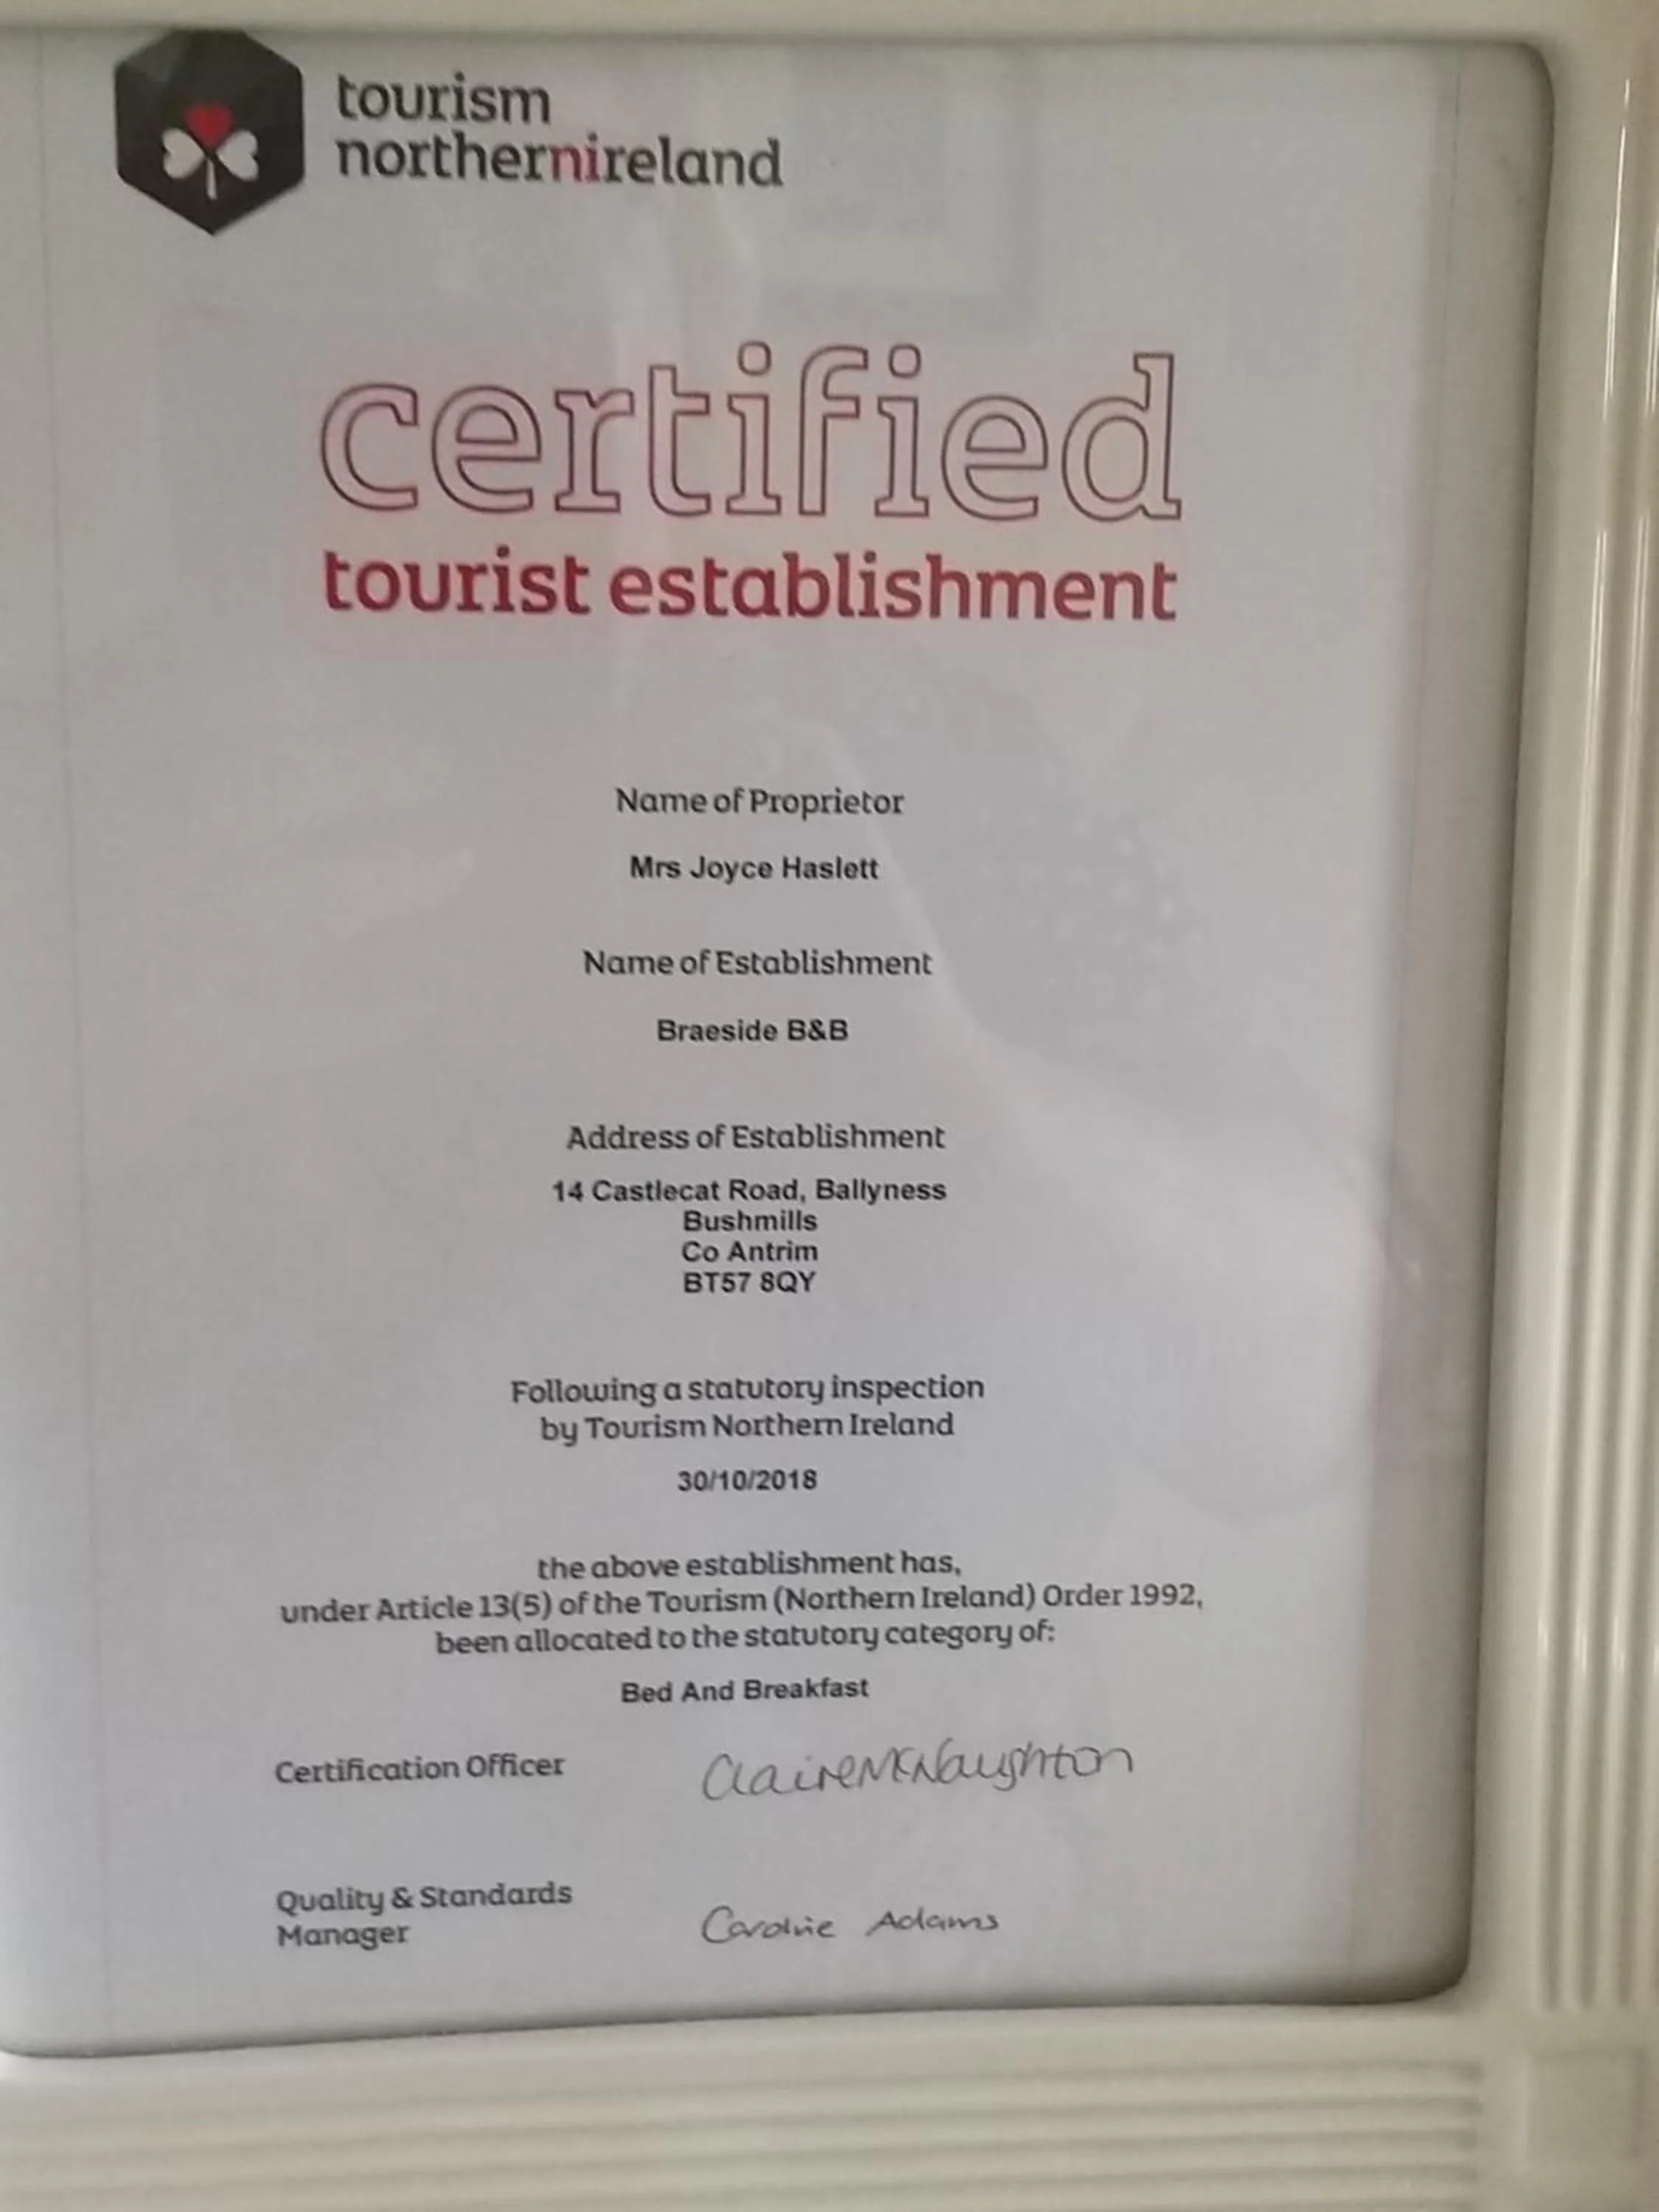 tourism
northernireland
certified
tourist establishment
Name of Proprietor
Mrs Joyce Haslett
Name of Establishment
Braeside B&B
Address of Establishment
14 Castlecat Road, Ballyness
Bushmills
Co Antrim
BT57 8QY
Following a statutory inspection
by Tourism Northern Ireland
30/10/2018
the above establishment has,
under Article 13(5) of the Tourism (Northern Ireland) Order 1992,
been allocated to the statutory category of:
Bed And Breakfast
Certification Officer
Claire McNaughton
Quality & Standards
Manager
Caroline Adams